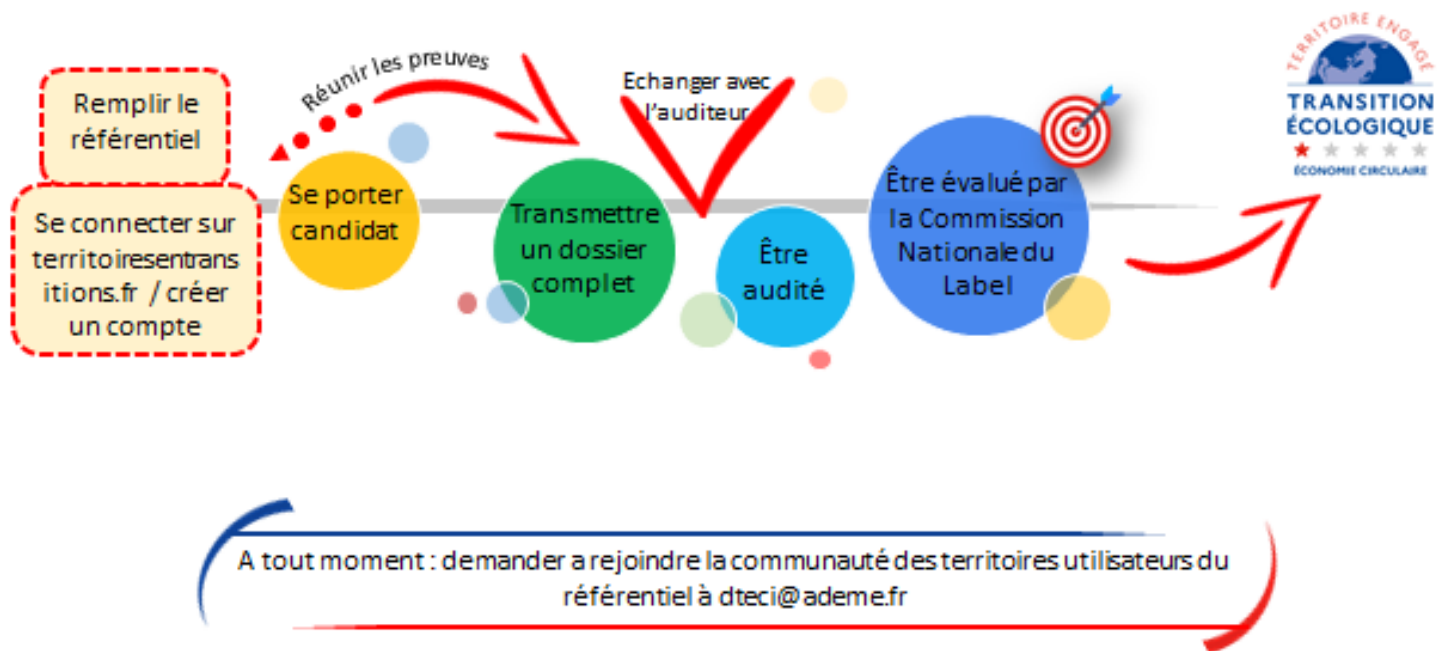 Remplir le
référentiel
Se connecter sur
territoiresentrans
itions.fr / créer
un compte
Réunir les preuves
Se porter
candidat
Transmettre
un dossier
complet
Echanger avec
l'auditeur
Être
audité
Être évalué par
la Commission
Nationale du
Label
TERRITOIRE ENGAGÉ
TRANSITION
ÉCOLOGIQUE
ÉCONOMIE CIRCULAIRE
A tout moment : demander a rejoindre la communauté des territoires utilisateurs du
référentiel à dteci@ademe.fr